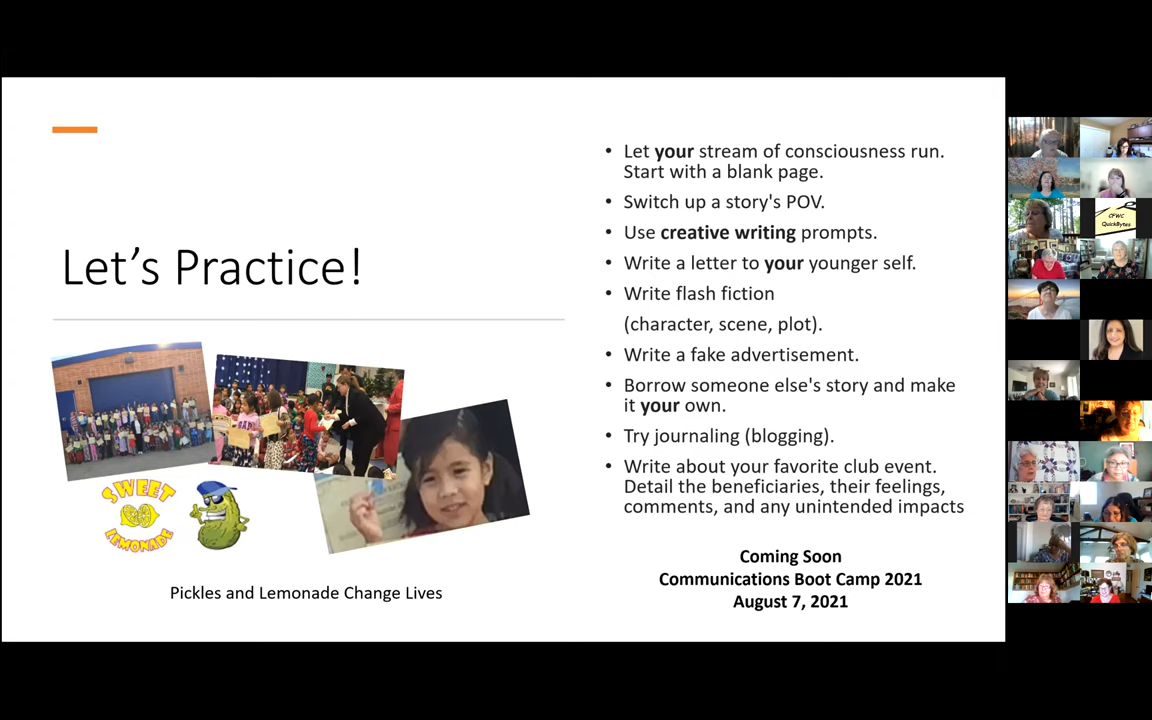 Let’s Practice!
SWEET
LEMONADE
Pickles and Lemonade Change Lives
• Let your stream of consciousness run.
Start with a blank page.
• Switch up a story's POV.
• Use creative writing prompts.
• Write a letter to your younger self.
• Write flash fiction
(character, scene, plot).
• Write a fake advertisement.
• Borrow someone else's story and make
it your own.
• Try journaling (blogging).
• Write about your favorite club event.
Detail the beneficiaries, their feelings,
comments, and any unintended impacts
Coming Soon
Communications Boot Camp 2021
August 7, 2021
CFWC
QuickBytes